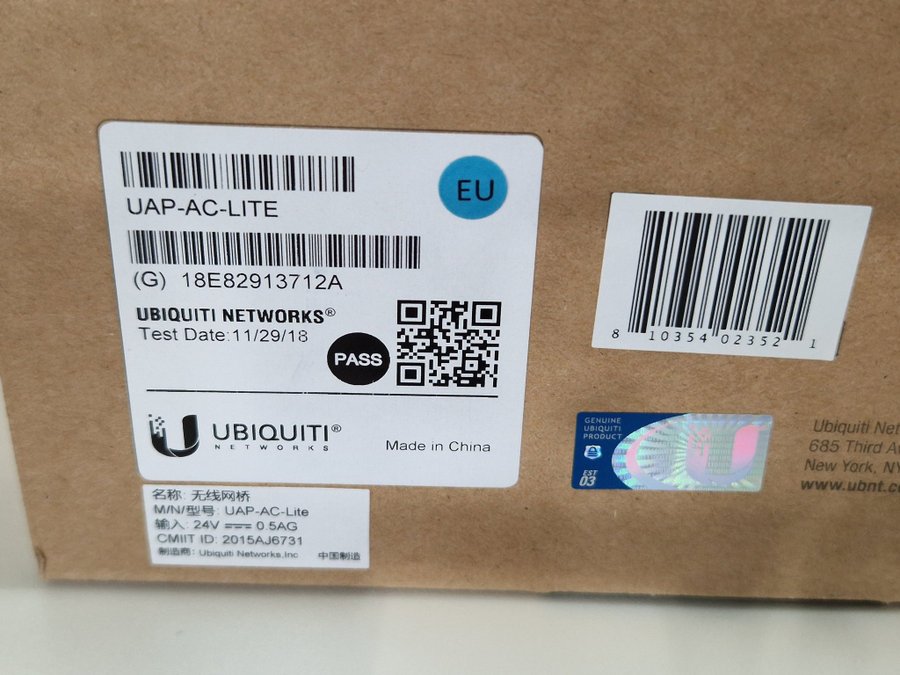 UAP-AC-LITE
EU
(G) 18E82913712A
UBIQUITI NETWORKS®
Test Date:11/29/18
PASS
UBIQUITI®
NETWORKS
Made in China
名称: 无线网桥
M/N/型号: UAP-AC-Lite
输入: 24V 0.5AG
CMIIT ID: 2015AJ6731
制造商: Ubiquiti Networks,Inc 中国制造
8 10354 02352 1
GENUINE
UBIQUITI
PRODUCT
EST
03
Ubiquiti
685 Third
New York,
www.ubnt.